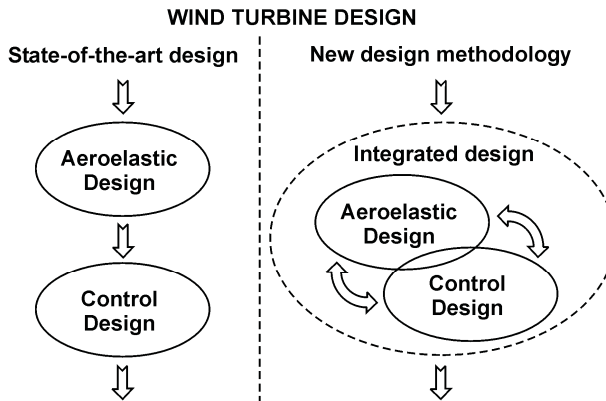 WIND TURBINE DESIGN
State-of-the-art design
Aeroelastic
Design
Control
Design
New design methodology
Integrated design
Aeroelastic
Design
Control
Design